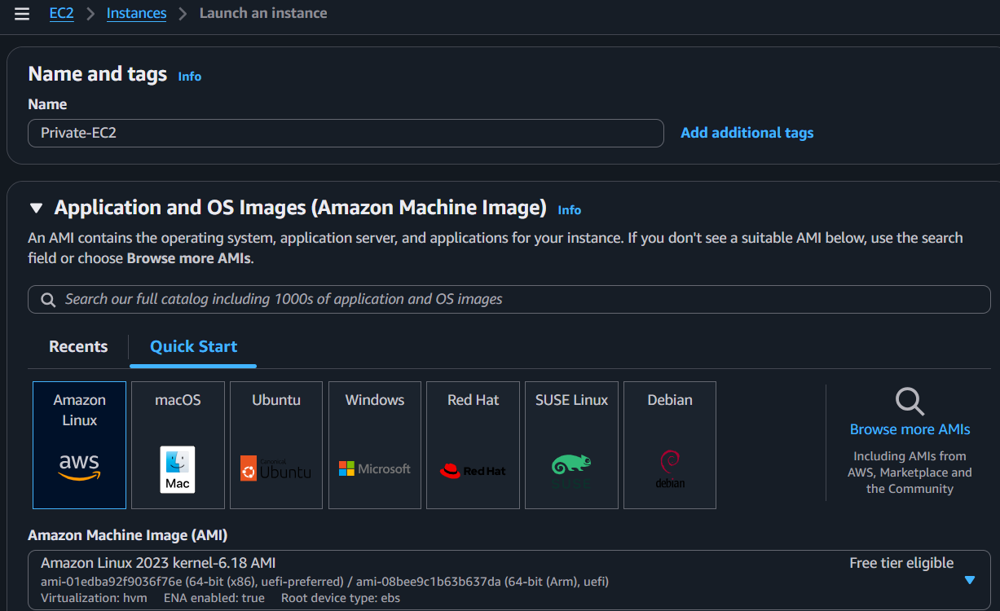 EC2 > Instances > Launch an instance
Name and tags Info
Name
Private-EC2
Add additional tags
Application and OS Images (Amazon Machine Image) Info
An AMI contains the operating system, application server, and applications for your instance. If you don't see a suitable AMI below, use the search
field or choose Browse more AMIs.
Search our full catalog including 1000s of application and OS images
Recents
Quick Start
Amazon
Linux
aws
macOS
Mac
Ubuntu
Canonical
Ubuntu
Windows
Microsoft
Red Hat
Red Hat
SUSE Linux
SUSE
Debian
debian
Browse more AMIs
Including AMIs from
AWS, Marketplace and
the Community
Amazon Machine Image (AMI)
Amazon Linux 2023 kernel-6.18 AMI
Free tier eligible
ami-01edba92f9036f76e (64-bit (x86), uefi-preferred) / ami-08bee9c1b63b637da (64-bit (Arm), uefi)
Virtualization: hvm ENA enabled: true Root device type: ebs